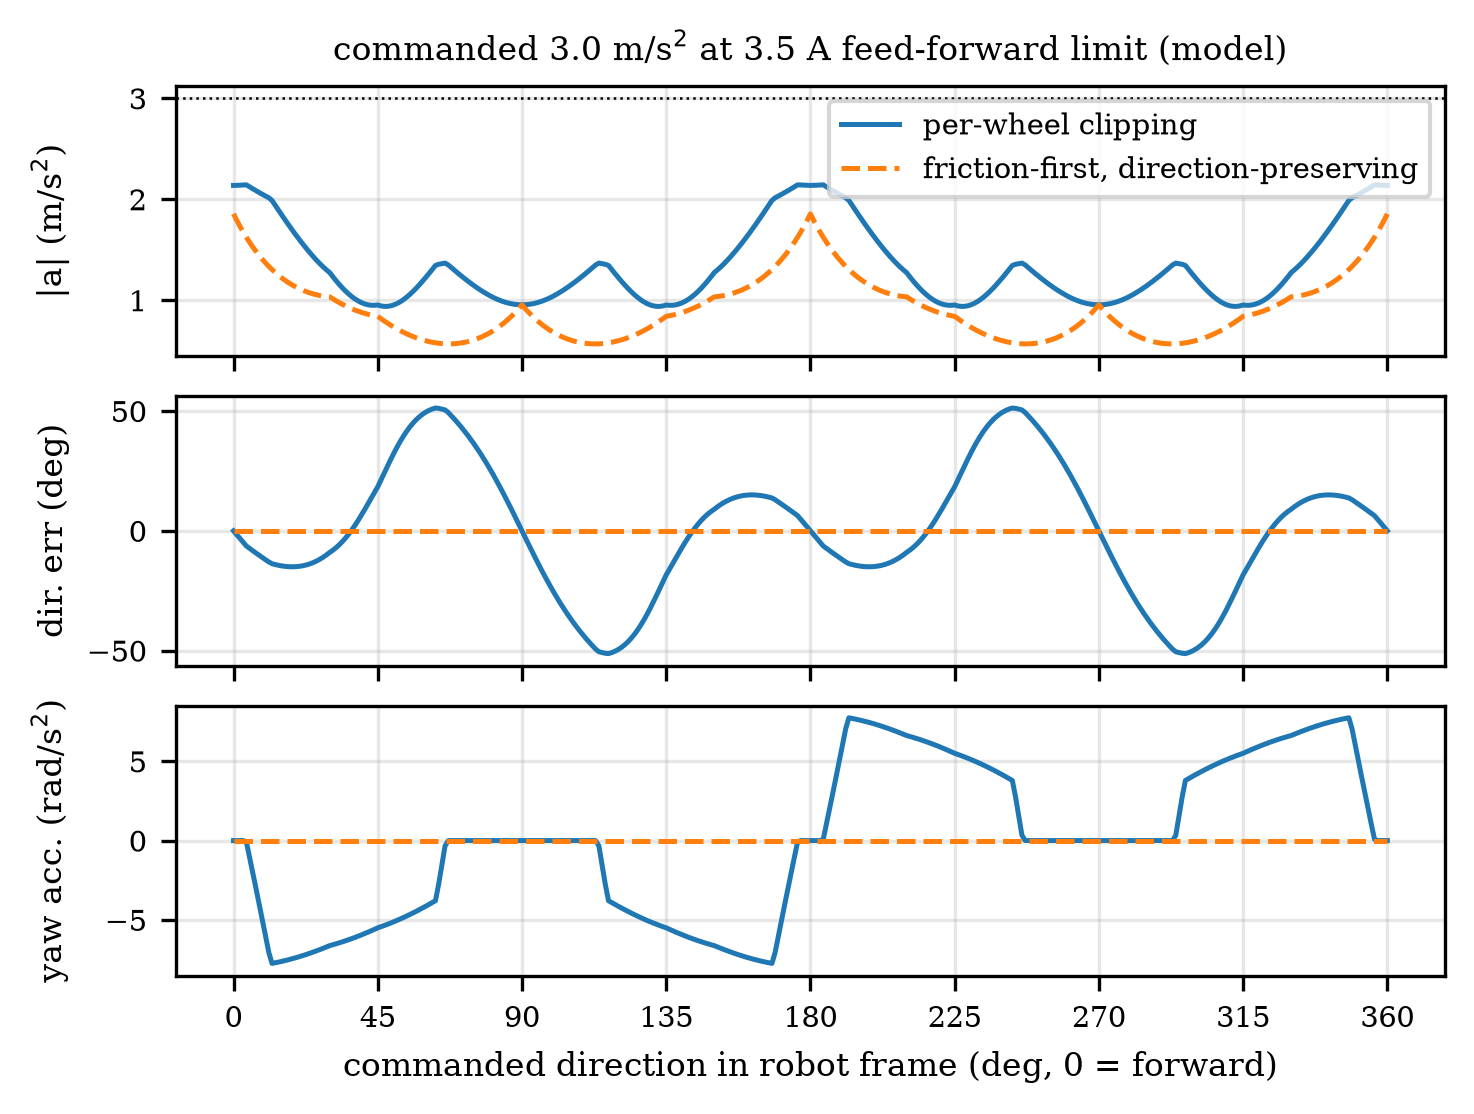 commanded 3.0 m/s² at 3.5 A feed-forward limit (model)
|a| (m/s²)
3
2
1
per-wheel clipping
friction-first, direction-preserving
dir. err (deg)
50
0
−50
yaw acc. (rad/s²)
5
0
−5
0 45 90 135 180 225 270 315 360
commanded direction in robot frame (deg, 0 = forward)